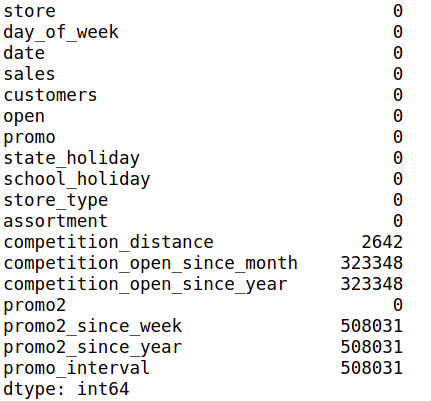 store 0
day_of_week 0
date 0
sales 0
customers 0
open 0
promo 0
state_holiday 0
school_holiday 0
store_type 0
assortment 0
competition_distance 2642
competition_open_since_month 323348
competition_open_since_year 323348
promo2 0
promo2_since_week 508031
promo2_since_year 508031
promo_interval 508031
dtype: int64